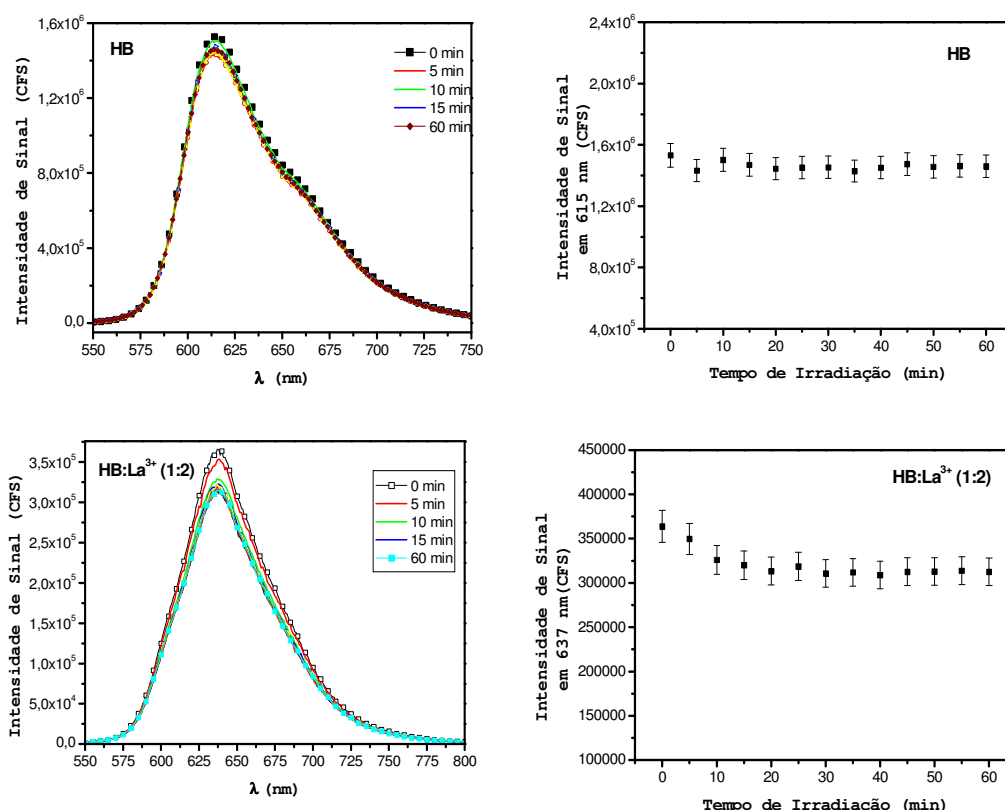 1,6x10⁶
1,2x10⁶
8,0x10⁵
4,0x10⁵
0,0
Intensidade de Sinal (CFS)
HB
0 min
5 min
10 min
15 min
60 min
550 575 600 625 650 675 700 725 750
λ (nm)
2,4x10⁶
2,0x10⁶
1,6x10⁶
1,2x10⁶
8,0x10⁵
4,0x10⁵
Intensidade de Sinal
em 615 nm (CFS)
HB
0 10 20 30 40 50 60
Tempo de Irradiação (min)
3,5x10⁵
3,0x10⁵
2,5x10⁵
2,0x10⁵
1,5x10⁵
1,0x10⁵
5,0x10⁴
0,0
Intensidade de Sinal (CFS)
HB:La³⁺ (1:2)
0 min
5 min
10 min
15 min
60 min
550 575 600 625 650 675 700 725 750 775 800
λ (nm)
450000
400000
350000
300000
250000
200000
150000
100000
Intensidade de Sinal
em 637 nm(CFS)
HB:La³⁺ (1:2)
0 10 20 30 40 50 60
Tempo de Irradiação (min)